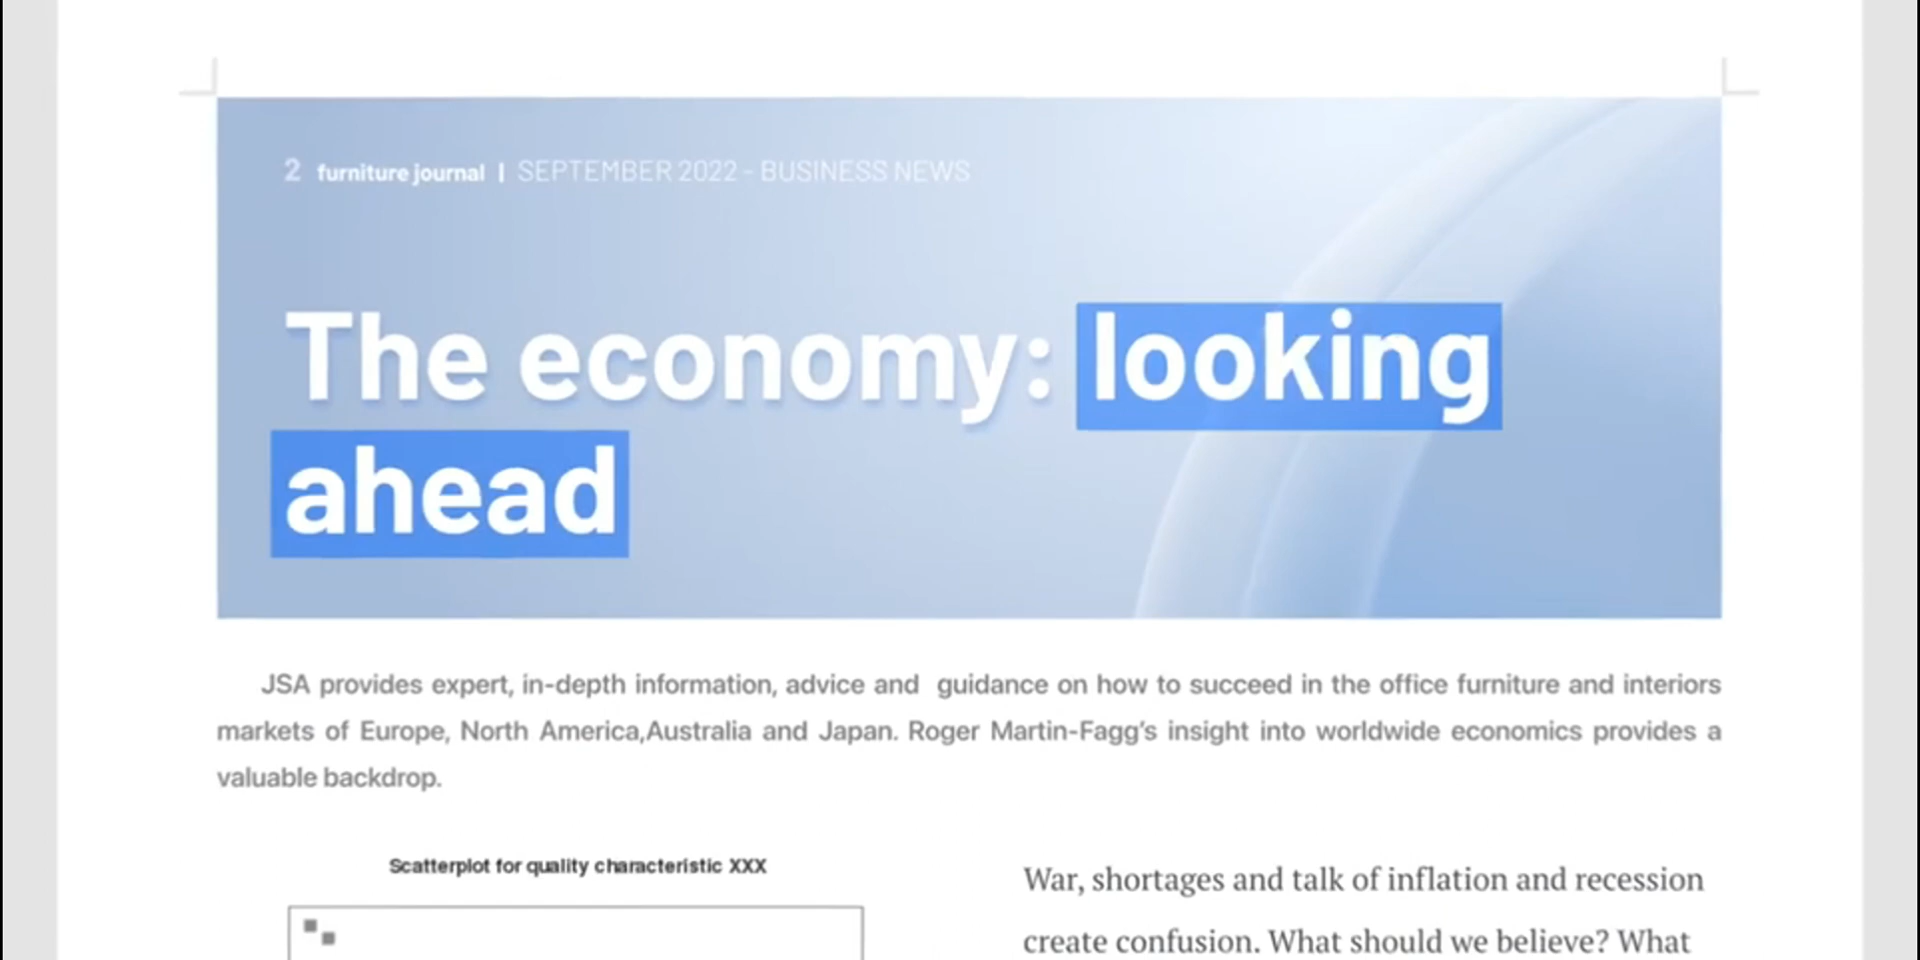 2 furniture journal | SEPTEMBER 2022 - BUSINESS NEWS
The economy: looking
ahead
JSA provides expert, in-depth information, advice and  guidance on how to succeed in the office furniture and interiors
markets of Europe, North America,Australia and Japan. Roger Martin-Fagg's insight into worldwide economics provides a
valuable backdrop.
Scatterplot for quality characteristic XXX
War, shortages and talk of inflation and recession
create confusion. What should we believe? What